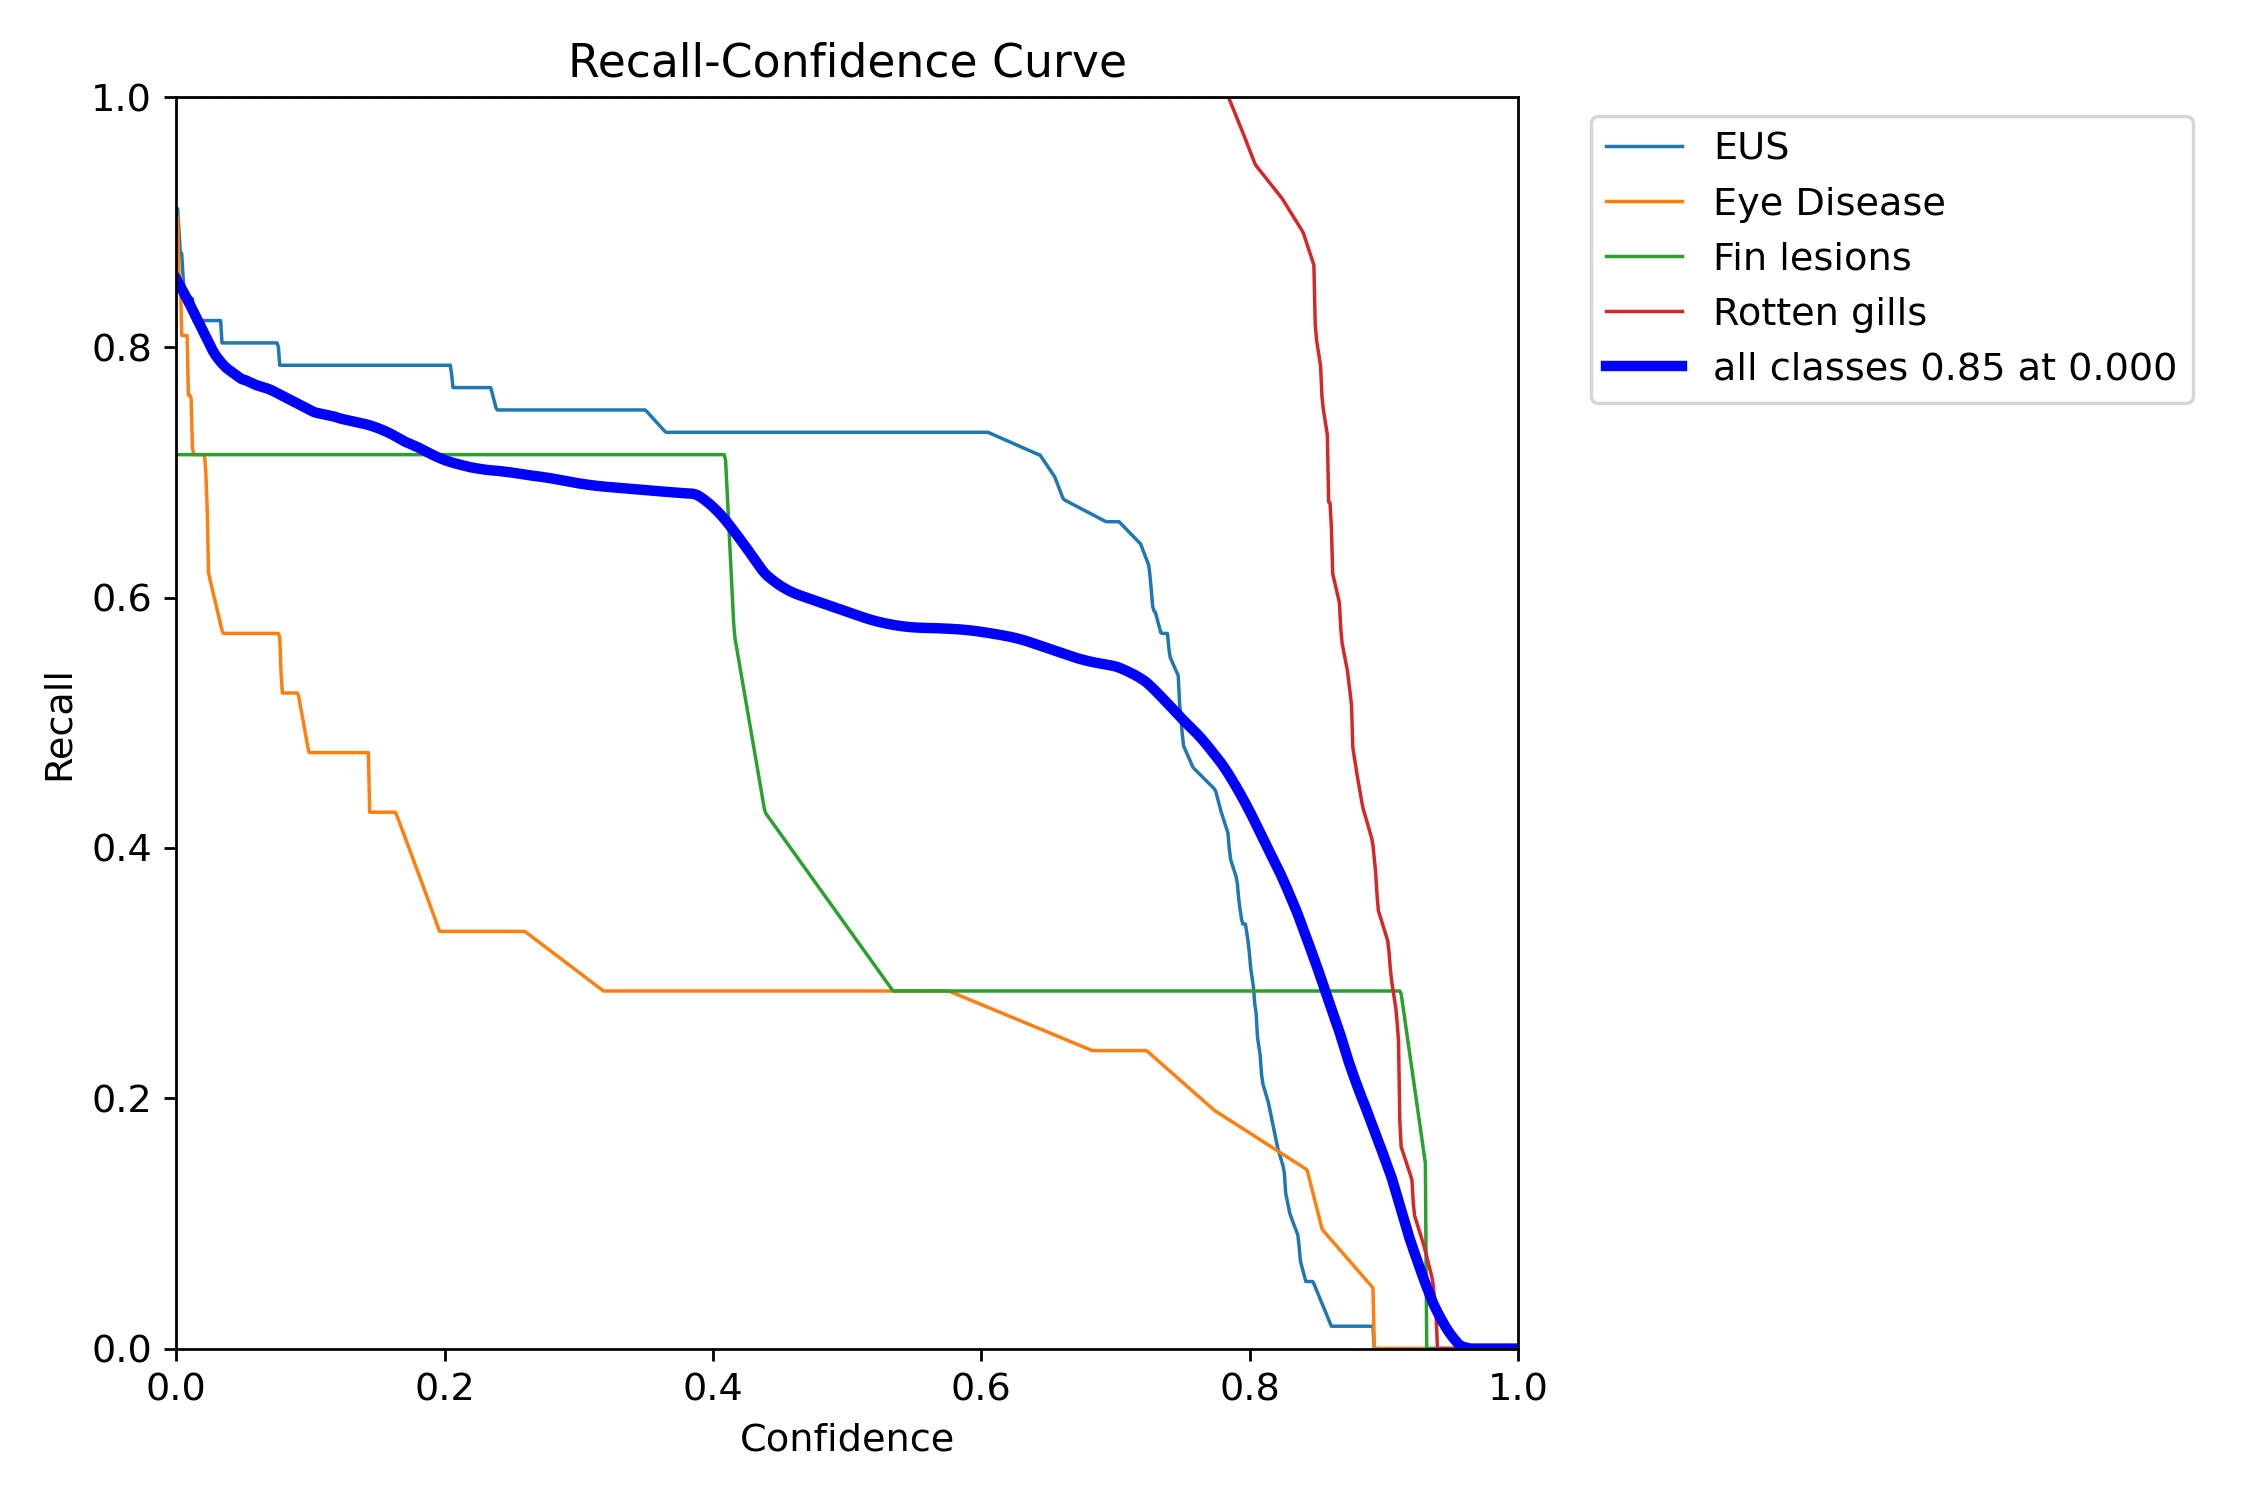 Recall-Confidence Curve
1.0
0.8
0.6
0.4
0.2
0.0
Recall
0.0 0.2 0.4 0.6 0.8 1.0
Confidence
EUS
Eye Disease
Fin lesions
Rotten gills
all classes 0.85 at 0.000